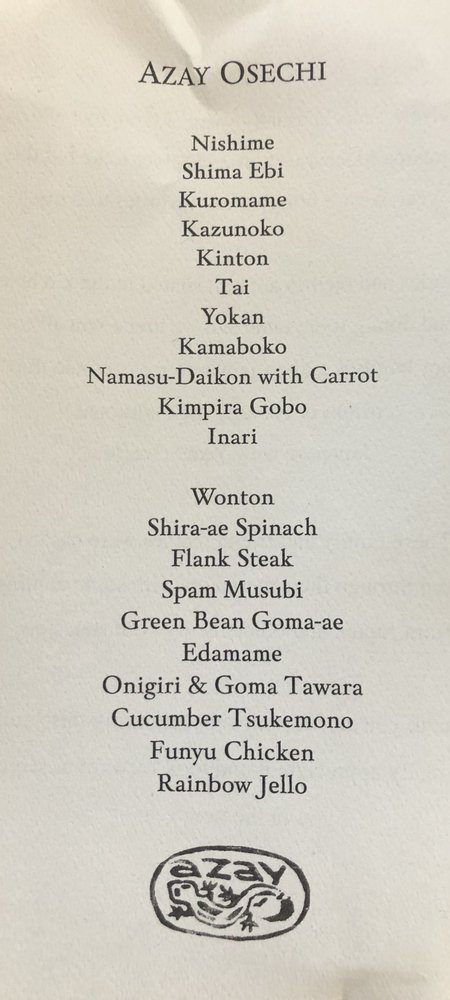 AZAY OSECHI
Nishime
Shima Ebi
Kuromame
Kazunoko
Kinton
Tai
Yokan
Kamaboko
Namasu-Daikon with Carrot
Kimpira Gobo
Inari
Wonton
Shira-ae Spinach
Flank Steak
Spam Musubi
Green Bean Goma-ae
Edamame
Onigiri & Goma Tawara
Cucumber Tsukemono
Funyu Chicken
Rainbow Jello
azay